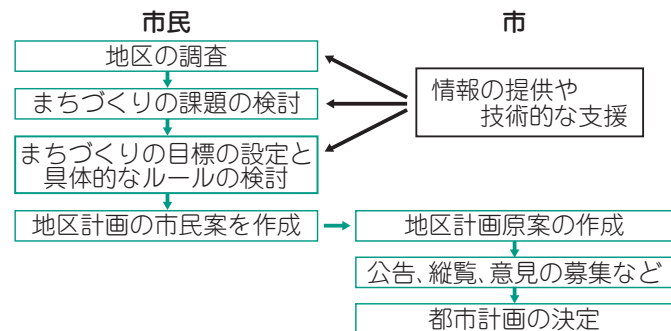 市民
地区の調査
まちづくりの課題の検討
まちづくりの目標の設定と
具体的なルールの検討
地区計画の市民案を作成
市
情報の提供や
技術的な支援
地区計画原案の作成
公告、縦覧、意見の募集など
都市計画の決定